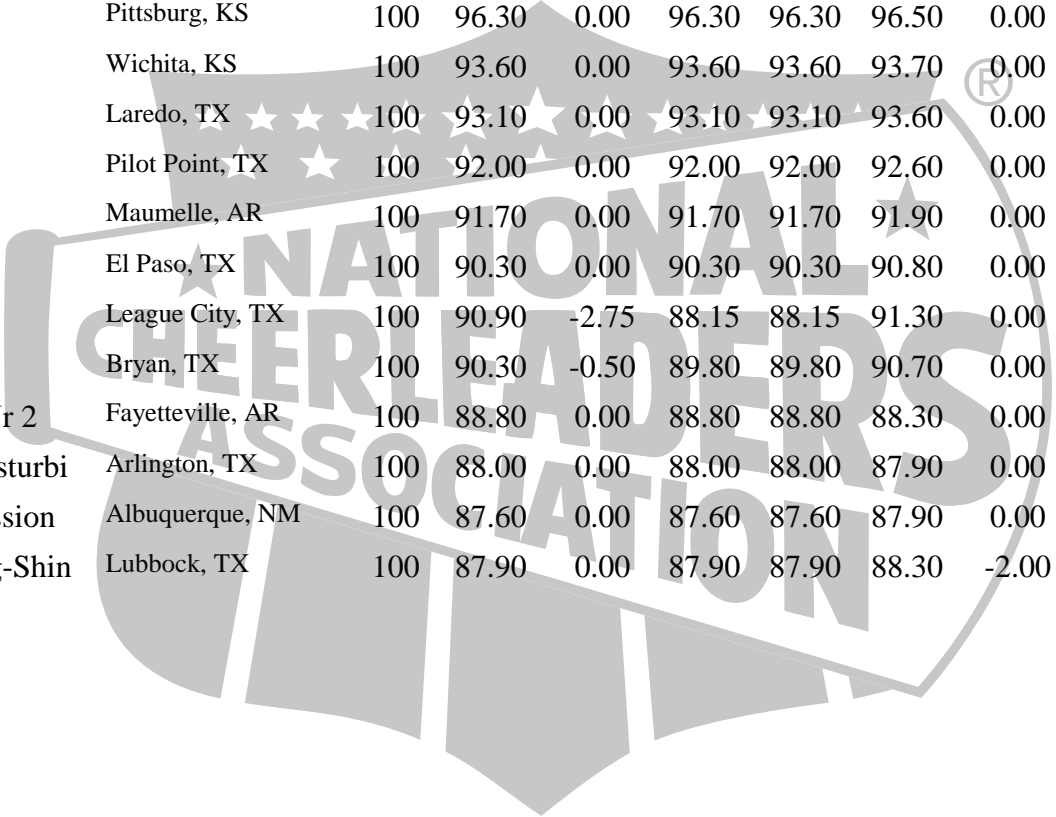 Pittsburg, KS 100 96.30 0.00 96.30 96.30 96.50 0.00
Wichita, KS 100 93.60 0.00 93.60 93.60 93.70 0.00
Laredo, TX 100 93.10 0.00 93.10 93.10 93.60 0.00
Pilot Point, TX 100 92.00 0.00 92.00 92.00 92.60 0.00
Maumelle, AR 100 91.70 0.00 91.70 91.70 91.90 0.00
El Paso, TX 100 90.30 0.00 90.30 90.30 90.80 0.00
League City, TX 100 90.90 -2.75 88.15 88.15 91.30 0.00
Bryan, TX 100 90.30 -0.50 89.80 89.80 90.70 0.00
r 2 Fayetteville, AR 100 88.80 0.00 88.80 88.80 88.30 0.00
sturbi Arlington, TX 100 88.00 0.00 88.00 88.00 87.90 0.00
ssion Albuquerque, NM 100 87.60 0.00 87.60 87.60 87.90 0.00
-Shin Lubbock, TX 100 87.90 0.00 87.90 87.90 88.30 -2.00
NATIONAL
CHEERLEADERS
ASSOCIATION
®